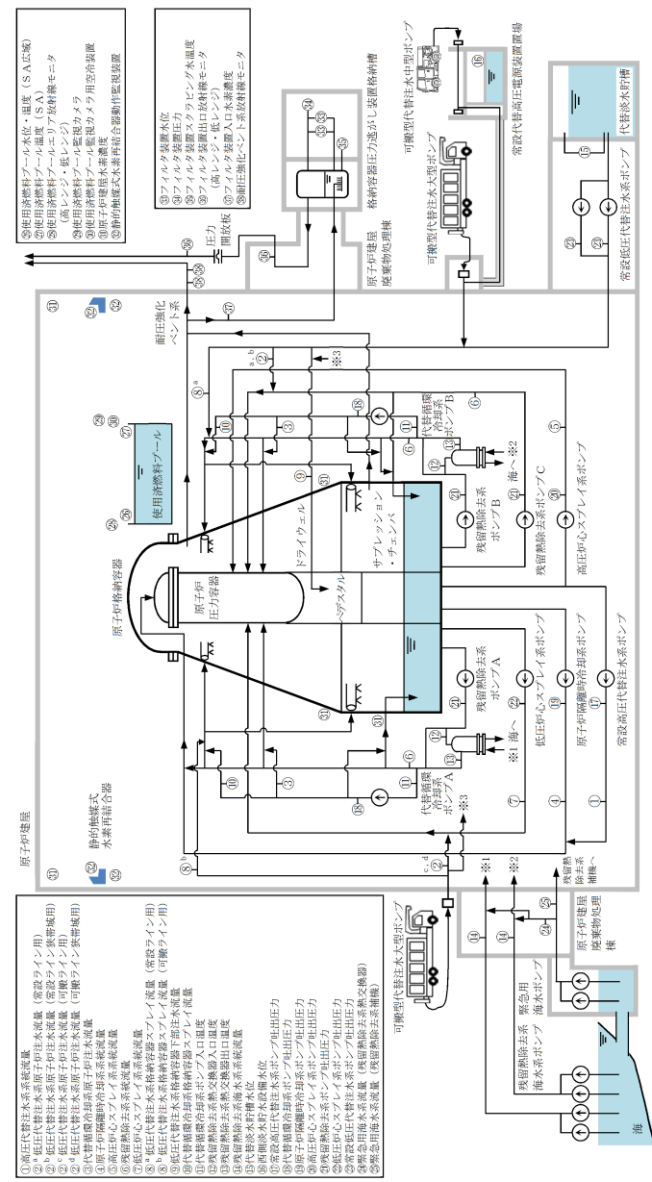 ①高圧代替注水系系統流量
②ᵃ低圧代替注水系原子炉注水流量（常設ライン用）
②ᵇ低圧代替注水系原子炉注水流量（常設ライン狭帯域用）
②ᶜ低圧代替注水系原子炉注水流量（可搬ライン用）
②ᵈ低圧代替注水系原子炉注水流量（可搬ライン狭帯域用）
③代替循環冷却系原子炉注水流量
④原子炉隔離時冷却系系統流量
⑤高圧炉心スプレイ系系統流量
⑥残留熱除去系系統流量
⑦低圧炉心スプレイ系系統流量
⑧ᵃ低圧代替注水系格納容器スプレイ流量（常設ライン用）
⑧ᵇ低圧代替注水系格納容器スプレイ流量（可搬ライン用）
⑨低圧代替注水系格納容器下部注水流量
⑩代替循環冷却系格納容器スプレイ流量
⑪代替循環冷却系ポンプ入口温度
⑫残留熱除去系熱交換器入口温度
⑬残留熱除去系熱交換器出口温度
⑭残留熱除去系海水系系統流量
⑮代替淡水貯槽水位
⑯西側淡水貯水設備水位
⑰常設高圧代替注水系ポンプ吐出圧力
⑱代替循環冷却系ポンプ吐出圧力
⑲原子炉隔離時冷却系ポンプ吐出圧力
⑳高圧炉心スプレイ系ポンプ吐出圧力
㉑残留熱除去系ポンプ吐出圧力
㉒低圧炉心スプレイ系ポンプ吐出圧力
㉓常設低圧代替注水系ポンプ吐出圧力
㉔緊急用海水系流量（残留熱除去系熱交換器）
㉕緊急用海水系流量（残留熱除去系補機）
㉖使用済燃料プール水位・温度（ＳＡ広域）
㉗使用済燃料プール温度（ＳＡ）
㉘使用済燃料プールエリア放射線モニタ
（高レンジ・低レンジ）
㉙使用済燃料プール監視カメラ
㉚使用済燃料プール監視カメラ用空冷装置
㉛原子炉建屋水素濃度
㉜静的触媒式水素再結合器動作監視装置
㉝フィルタ装置水位
㉞フィルタ装置圧力
㉟フィルタ装置スクラビング水温度
㊱フィルタ装置出口放射線モニタ
（高レンジ・低レンジ）
㊲フィルタ装置入口水素濃度
㊳耐圧強化ベント系放射線モニタ
原子炉建屋
静的触媒式
水素再結合器
原子炉格納容器
使用済燃料プール
原子炉
圧力容器
ドライウェル
ペデスタル
サプレッション
・チェンバ
耐圧強化
ベント系
圧力
開放板
格納容器圧力逃がし装置格納槽
原子炉建屋
廃棄物処理棟
可搬型代替注水大型ポンプ
可搬型代替注水中型ポンプ
常設代替高圧電源装置置場
代替淡水貯槽
常設低圧代替注水系ポンプ
代替循環
冷却系
ポンプA
代替循環
冷却系
ポンプB
残留熱除去系
ポンプA
残留熱除去系
ポンプB
残留熱除去系ポンプC
低圧炉心スプレイ系ポンプ
原子炉隔離時冷却系ポンプ
常設高圧代替注水系ポンプ
高圧炉心スプレイ系ポンプ
※1 海へ
海へ ※2
※3
※3
※1
※2
残留熱
除去系
補機へ
可搬型代替注水大型ポンプ
原子炉建屋
廃棄物処理
棟
残留熱除去系
海水系ポンプ
緊急用
海水ポンプ
海